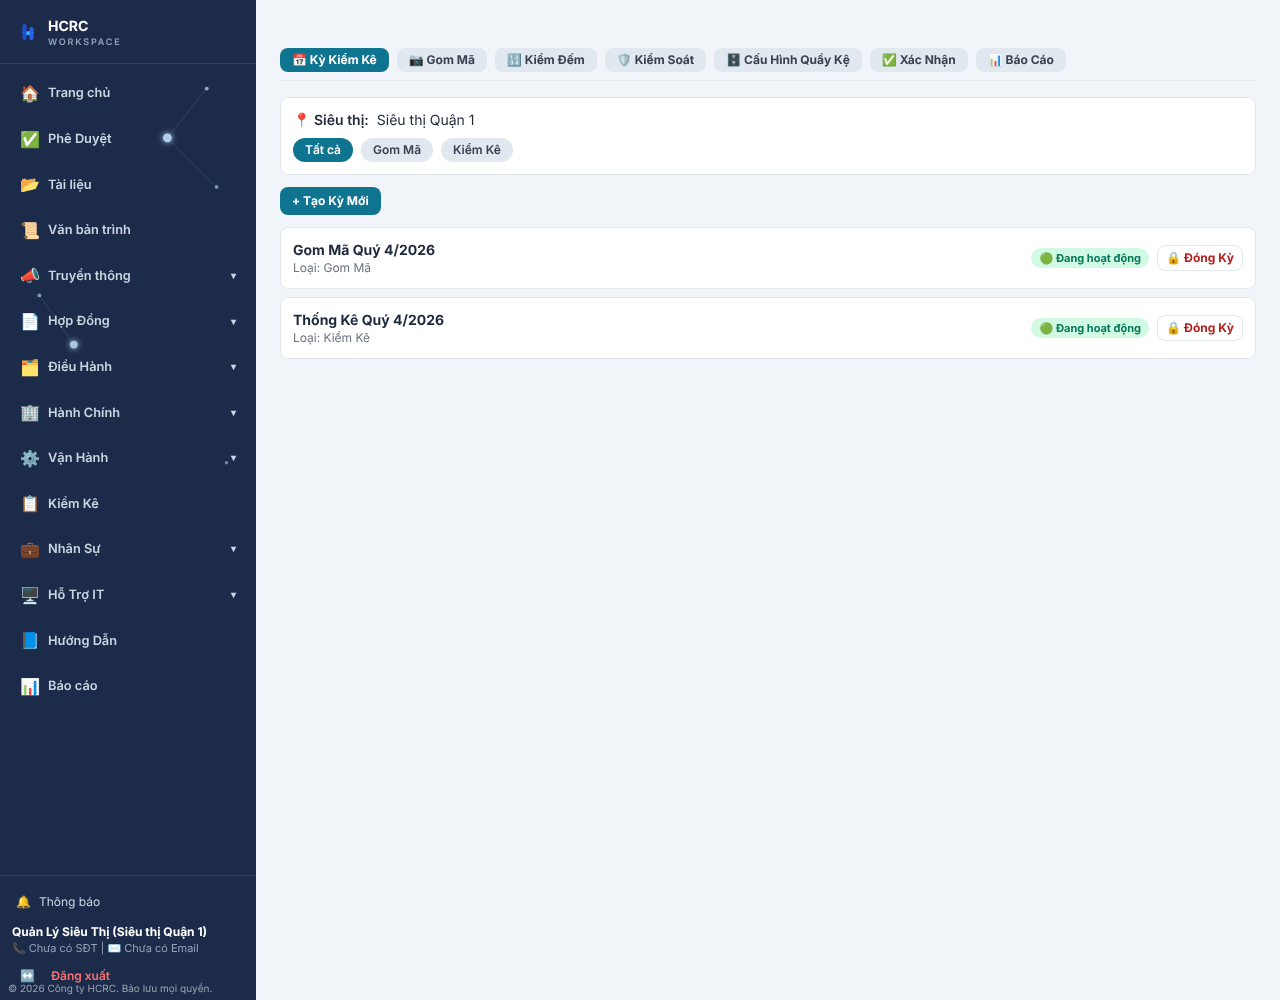 HCRC
WORKSPACE
Trang chủ
Phê Duyệt
Tài liệu
Văn bản trình
Truyền thông
Hợp Đồng
Điều Hành
Hành Chính
Vận Hành
Kiểm Kê
Nhân Sự
Hỗ Trợ IT
Hướng Dẫn
Báo cáo
Thông báo
Quản Lý Siêu Thị (Siêu thị Quận 1)
Chưa có SĐT | Chưa có Email
Đăng xuất
© 2026 Công ty HCRC. Bảo lưu mọi quyền.
Kỳ Kiểm Kê Gom Mã Kiểm Đếm Kiểm Soát Cấu Hình Quầy Kệ Xác Nhận Báo Cáo
Siêu thị: Siêu thị Quận 1
Tất cả Gom Mã Kiểm Kê
+ Tạo Kỳ Mới
Gom Mã Quý 4/2026
Loại: Gom Mã
Đang hoạt động Đóng Kỳ
Thống Kê Quý 4/2026
Loại: Kiểm Kê
Đang hoạt động Đóng Kỳ